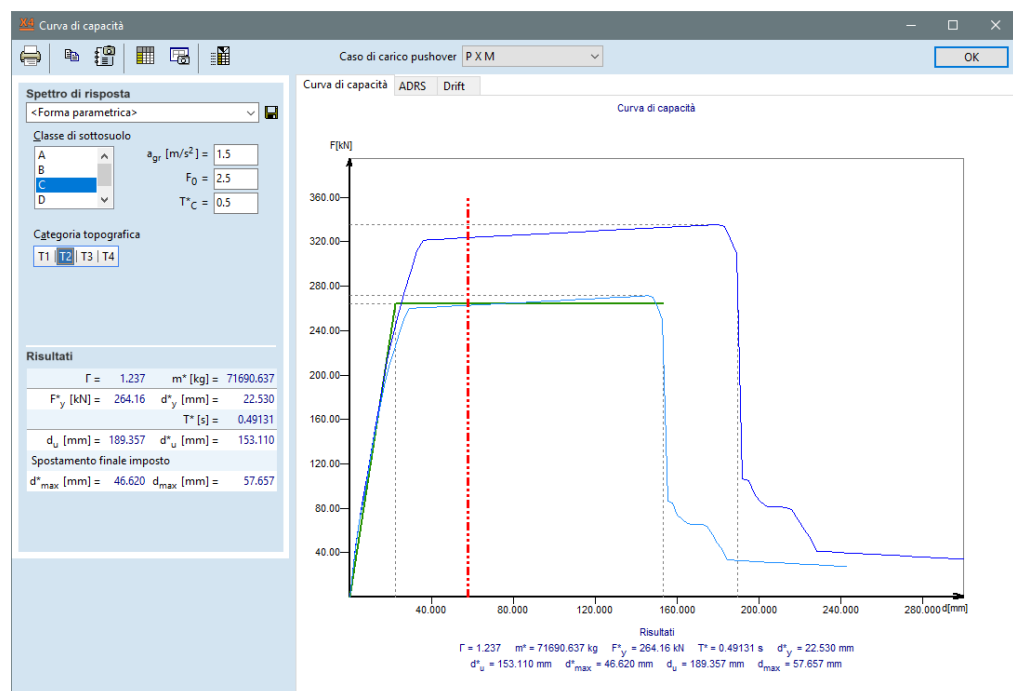 X4 Curva di capacità
Caso di carico pushover P X M
OK
Spettro di risposta
<Forma parametrica>
Classe di sottosuolo
A
B
C
D
agr [m/s²] = 1.5
F0 = 2.5
T*C = 0.5
Categoria topografica
T1 T2 T3 T4
Risultati
Γ = 1.237 m* [kg] = 71690.637
F*y [kN] = 264.16 d*y [mm] = 22.530
T* [s] = 0.49131
du [mm] = 189.357 d*u [mm] = 153.110
Spostamento finale imposto
d*max [mm] = 46.620 dmax [mm] = 57.657
Curva di capacità ADRS Drift
Curva di capacità
F[kN]
360.00
320.00
280.00
240.00
200.00
160.00
120.00
80.00
40.00
40.000 80.000 120.000 160.000 200.000 240.000 280.000 d[mm]
Risultati
Γ = 1.237 m* = 71690.637 kg F*y = 264.16 kN T* = 0.49131 s d*y = 22.530 mm
d*u = 153.110 mm d*max = 46.620 mm du = 189.357 mm dmax = 57.657 mm